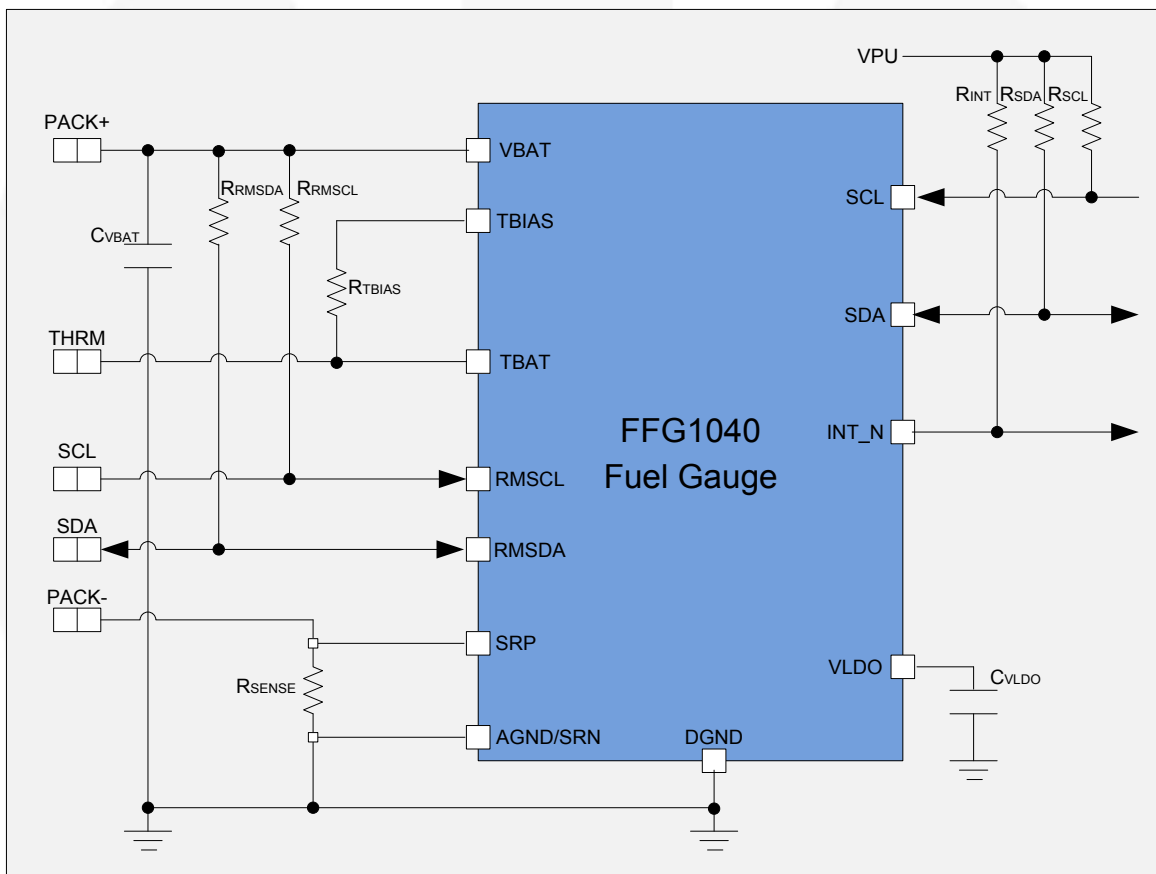 VPU
RINT RSDA RSCL
PACK+
VBAT
RRMSDA RRMSCL
SCL
TBIAS
CVBAT
RTBIAS
SDA
THRM
TBAT
FFG1040
Fuel Gauge
INT_N
SCL
RMSCL
SDA
RMSDA
PACK-
SRP
VLDO
CVLDO
RSENSE
AGND/SRN
DGND